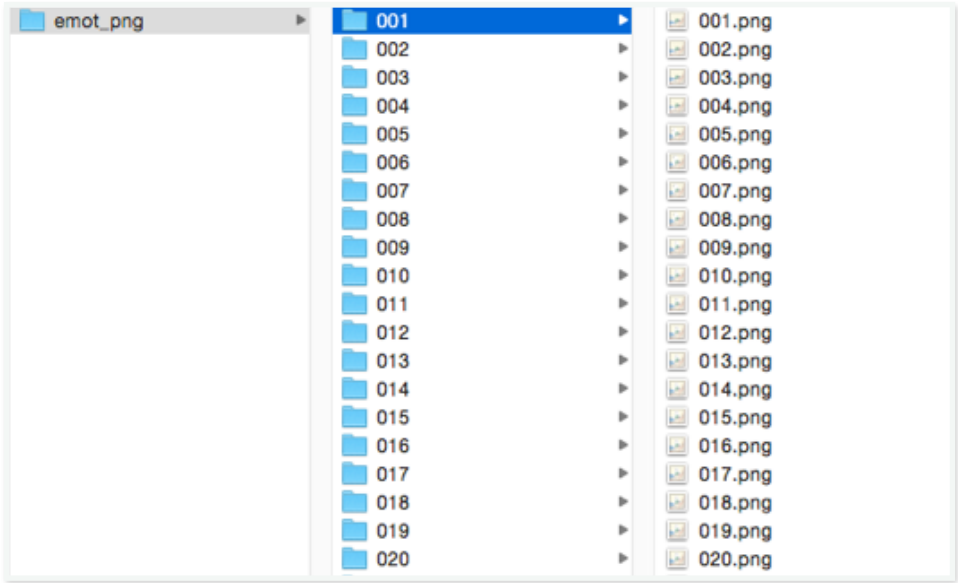 emot_png
001
002
003
004
005
006
007
008
009
010
011
012
013
014
015
016
017
018
019
020
001.png
002.png
003.png
004.png
005.png
006.png
007.png
008.png
009.png
010.png
011.png
012.png
013.png
014.png
015.png
016.png
017.png
018.png
019.png
020.png